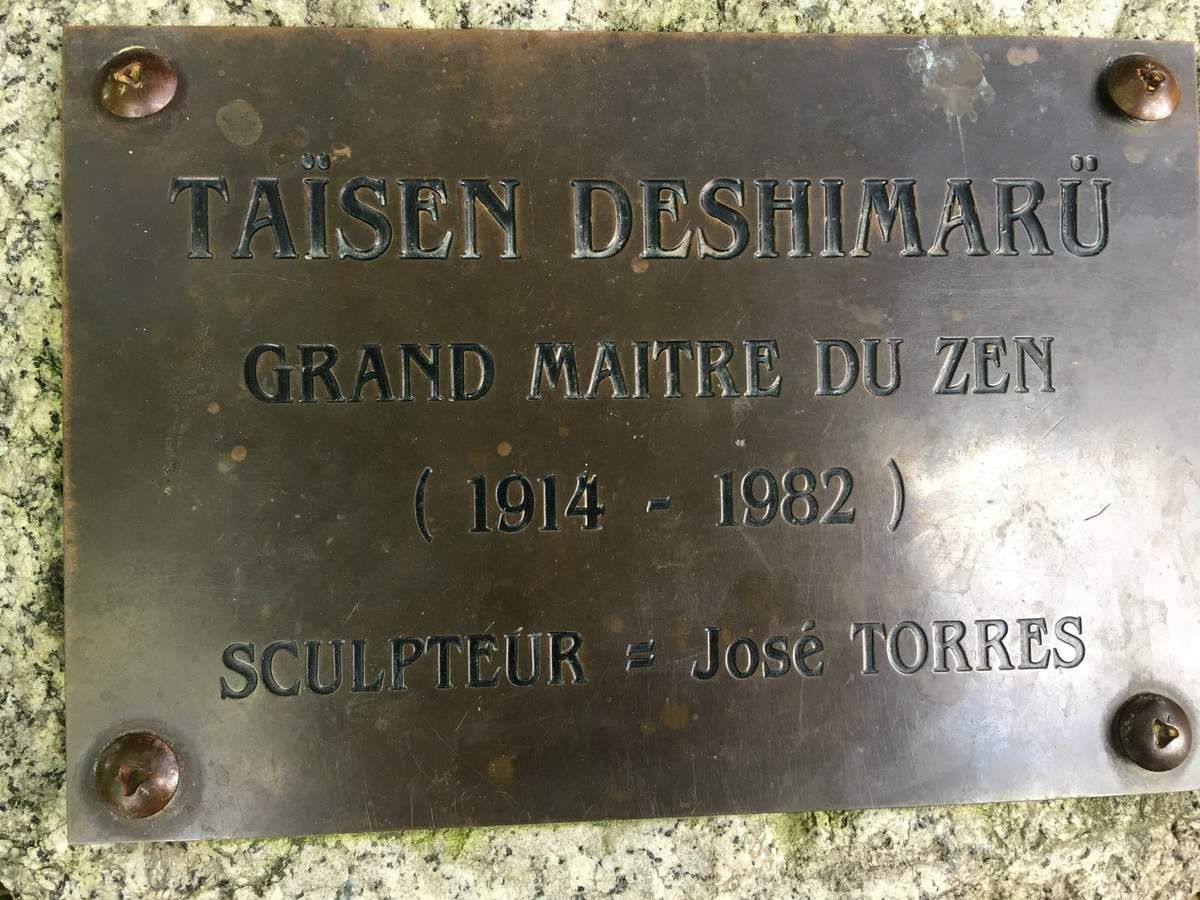 TAÏSEN DESHIMARÜ
GRAND MAITRE DU ZEN
( 1914 - 1982 )
SCULPTEUR = José TORRES